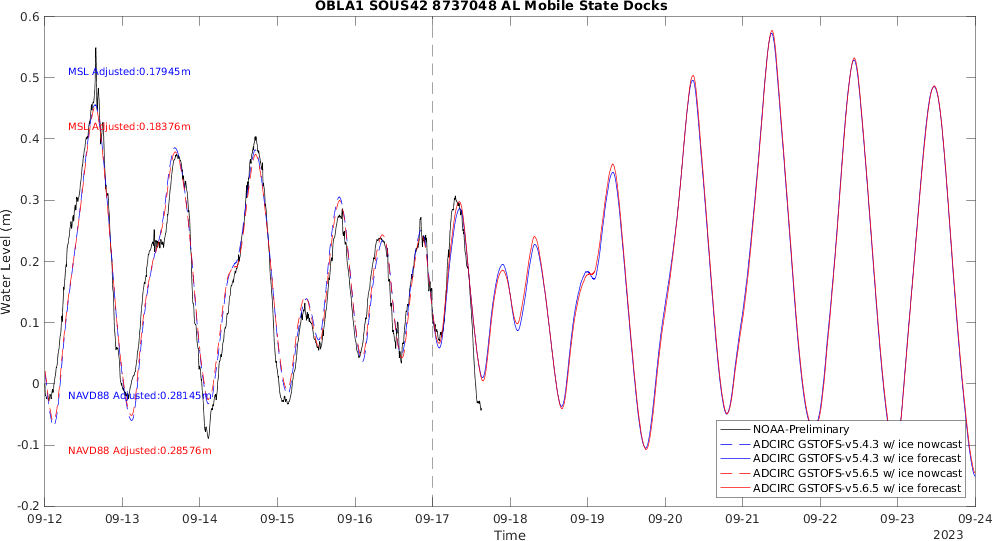 OBLA1 SOUS42 8737048 AL Mobile State Docks
0.6
0.5
0.4
0.3
0.2
0.1
0
-0.1
-0.2
Water Level (m)
MSL Adjusted:0.17945m
MSL Adjusted:0.18376m
NAVD88 Adjusted:0.28145m
NAVD88 Adjusted:0.28576m
NOAA-Preliminary
ADCIRC GSTOFS-v5.4.3 w/ ice nowcast
ADCIRC GSTOFS-v5.4.3 w/ ice forecast
ADCIRC GSTOFS-v5.6.5 w/ ice nowcast
ADCIRC GSTOFS-v5.6.5 w/ ice forecast
09-12 09-13 09-14 09-15 09-16 09-17 09-18 09-19 09-20 09-21 09-22 09-23 09-24
Time
2023